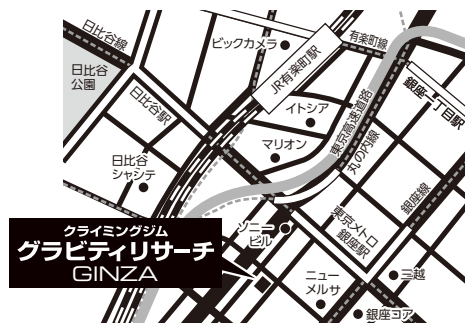 日比谷線
ビックカメラ
JR有楽町駅
有楽町線
日比谷
公園
日比谷駅
イトシア
東京高速道路
銀座一丁目駅
マリオン
丸の内線
日比谷
シャンテ
銀座線
ソニー
ビル
東京メトロ
銀座駅
クライミングジム
グラビティリサーチ
GINZA
ニュー
メルサ
三越
銀座コア